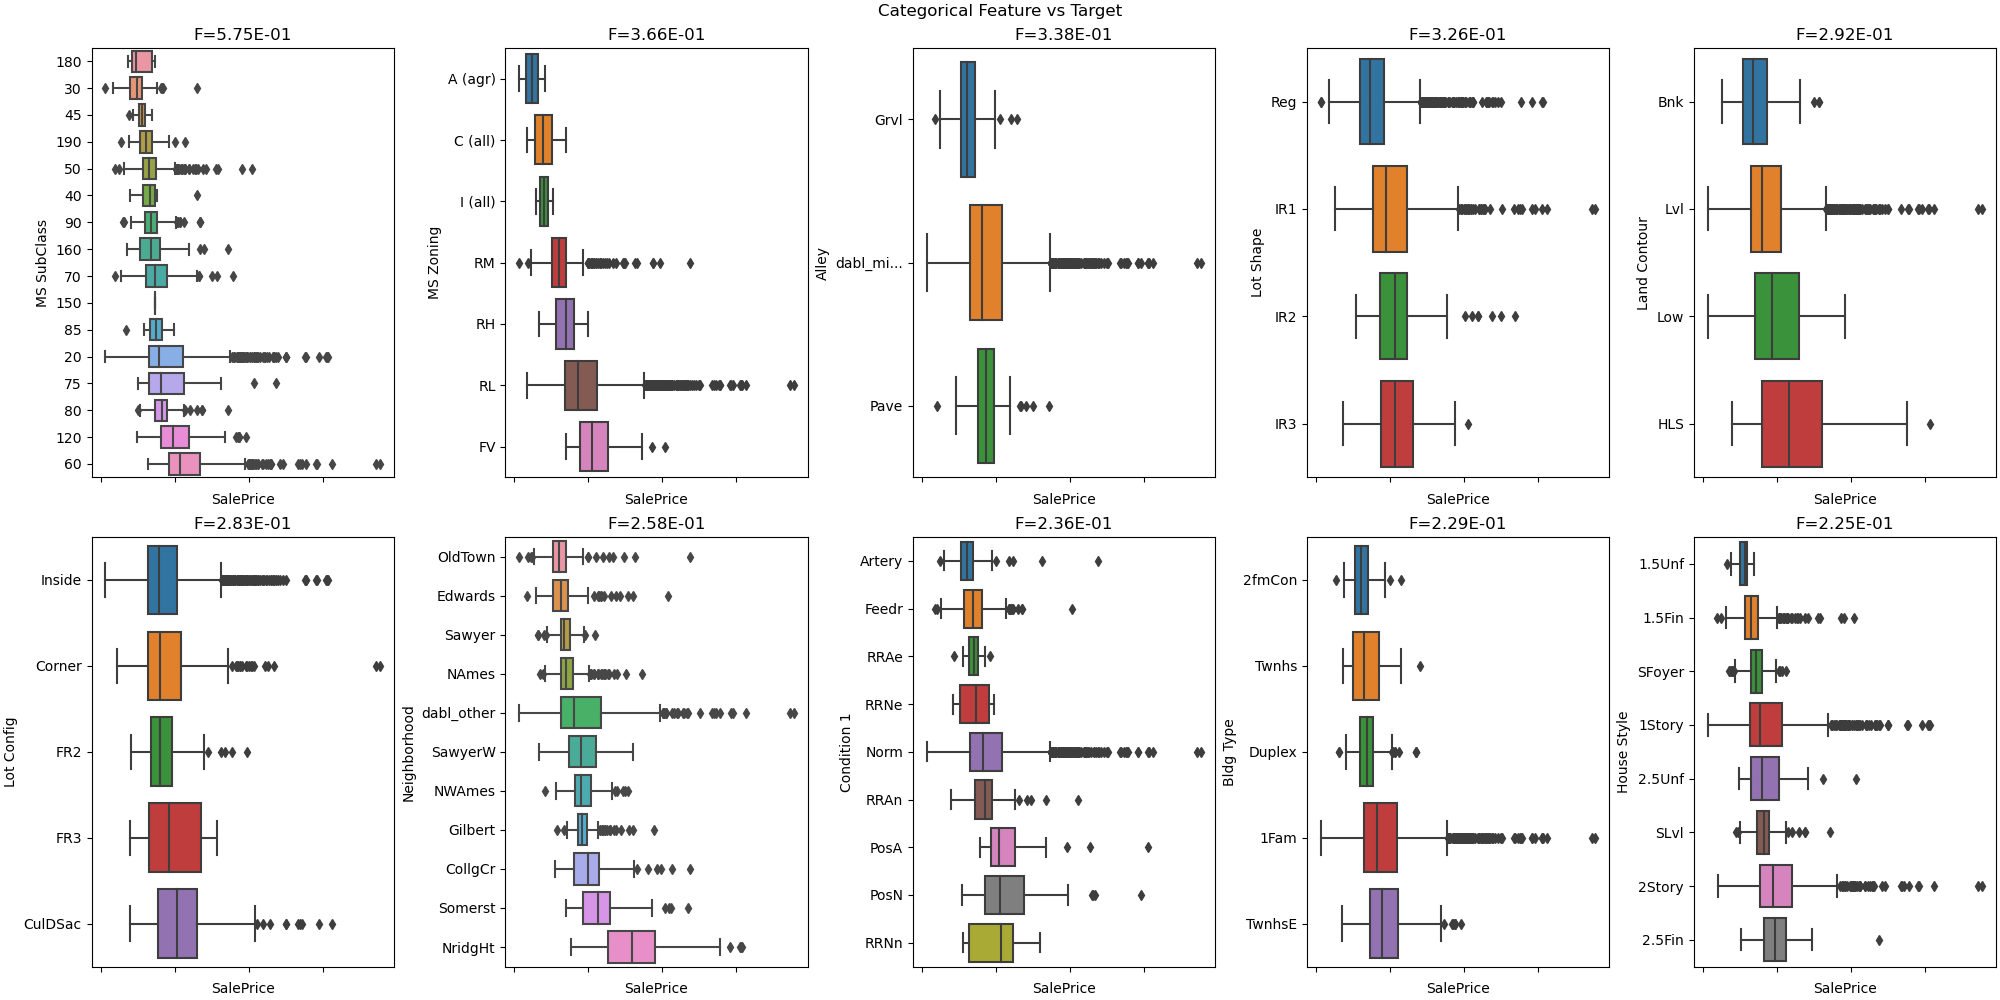 Categorical Feature vs Target
F=5.75E-01
MS SubClass
180
30
45
190
50
40
90
160
70
150
85
20
75
80
120
60
SalePrice
F=3.66E-01
MS Zoning
A (agr)
C (all)
I (all)
RM
RH
RL
FV
SalePrice
F=3.38E-01
Alley
Grvl
dabl_mi...
Pave
SalePrice
F=3.26E-01
Lot Shape
Reg
IR1
IR2
IR3
SalePrice
F=2.92E-01
Land Contour
Bnk
Lvl
Low
HLS
SalePrice
F=2.83E-01
Lot Config
Inside
Corner
FR2
FR3
CulDSac
SalePrice
F=2.58E-01
Neighborhood
OldTown
Edwards
Sawyer
NAmes
dabl_other
SawyerW
NWAmes
Gilbert
CollgCr
Somerst
NridgHt
SalePrice
F=2.36E-01
Condition 1
Artery
Feedr
RRAe
RRNe
Norm
RRAn
PosA
PosN
RRNn
SalePrice
F=2.29E-01
Bldg Type
2fmCon
Twnhs
Duplex
1Fam
TwnhsE
SalePrice
F=2.25E-01
House Style
1.5Unf
1.5Fin
SFoyer
1Story
2.5Unf
SLvl
2Story
2.5Fin
SalePrice